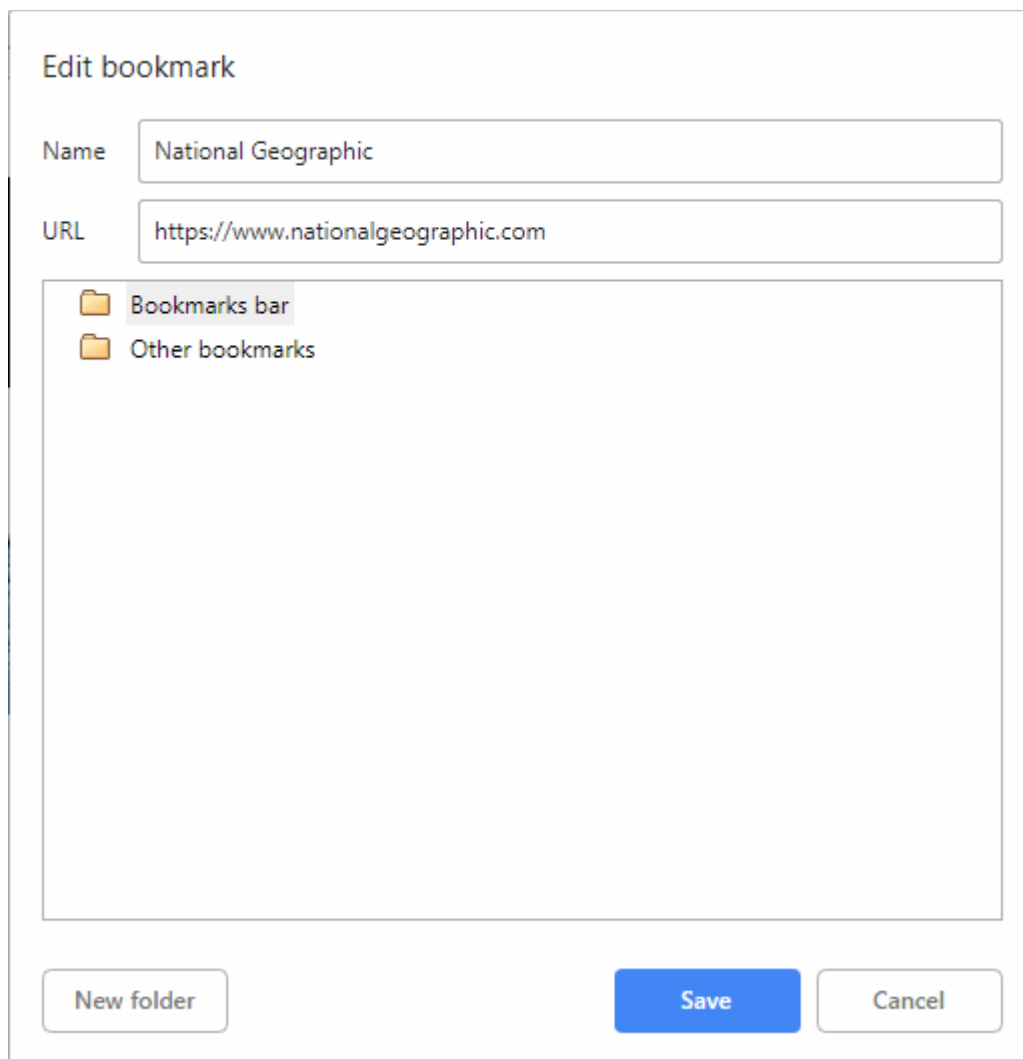 Edit bookmark
Name National Geographic
URL https://www.nationalgeographic.com
Bookmarks bar
Other bookmarks
New folder Save Cancel